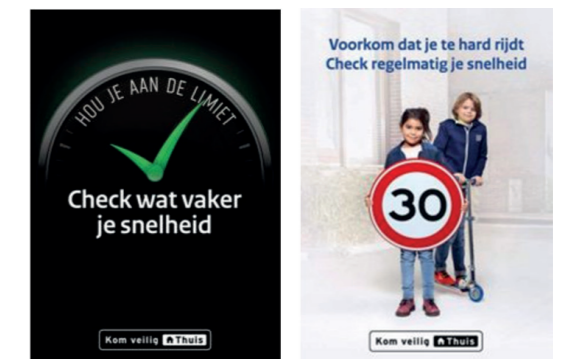 HOU JE AAN DE LIMIET
Check wat vaker
je snelheid
Kom veilig Thuis
Voorkom dat je te hard rijdt
Check regelmatig je snelheid
30
Kom veilig Thuis